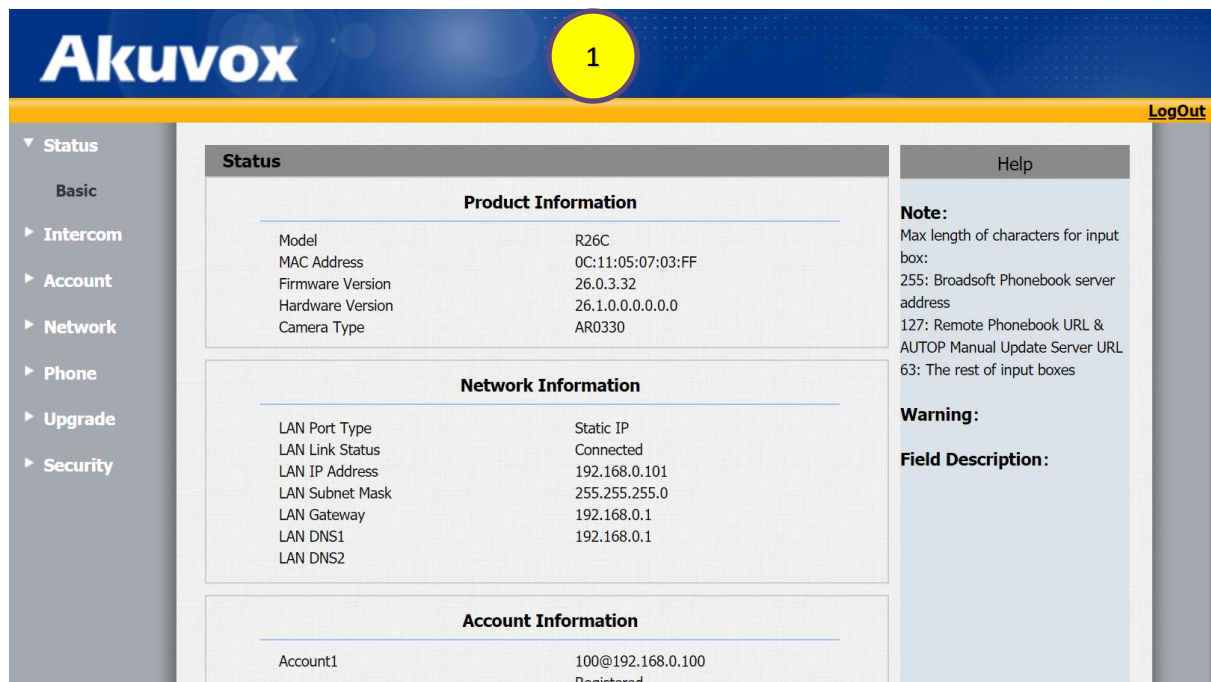 Akuvox
1
LogOut
Status
Basic
Intercom
Account
Network
Phone
Upgrade
Security
Status
Product Information
Model R26C
MAC Address 0C:11:05:07:03:FF
Firmware Version 26.0.3.32
Hardware Version 26.1.0.0.0.0.0.0
Camera Type AR0330
Network Information
LAN Port Type Static IP
LAN Link Status Connected
LAN IP Address 192.168.0.101
LAN Subnet Mask 255.255.255.0
LAN Gateway 192.168.0.1
LAN DNS1 192.168.0.1
LAN DNS2
Account Information
Account1 100@192.168.0.100
Registered
Help
Note:
Max length of characters for input
box:
255: Broadsoft Phonebook server
address
127: Remote Phonebook URL &
AUTOP Manual Update Server URL
63: The rest of input boxes
Warning:
Field Description: